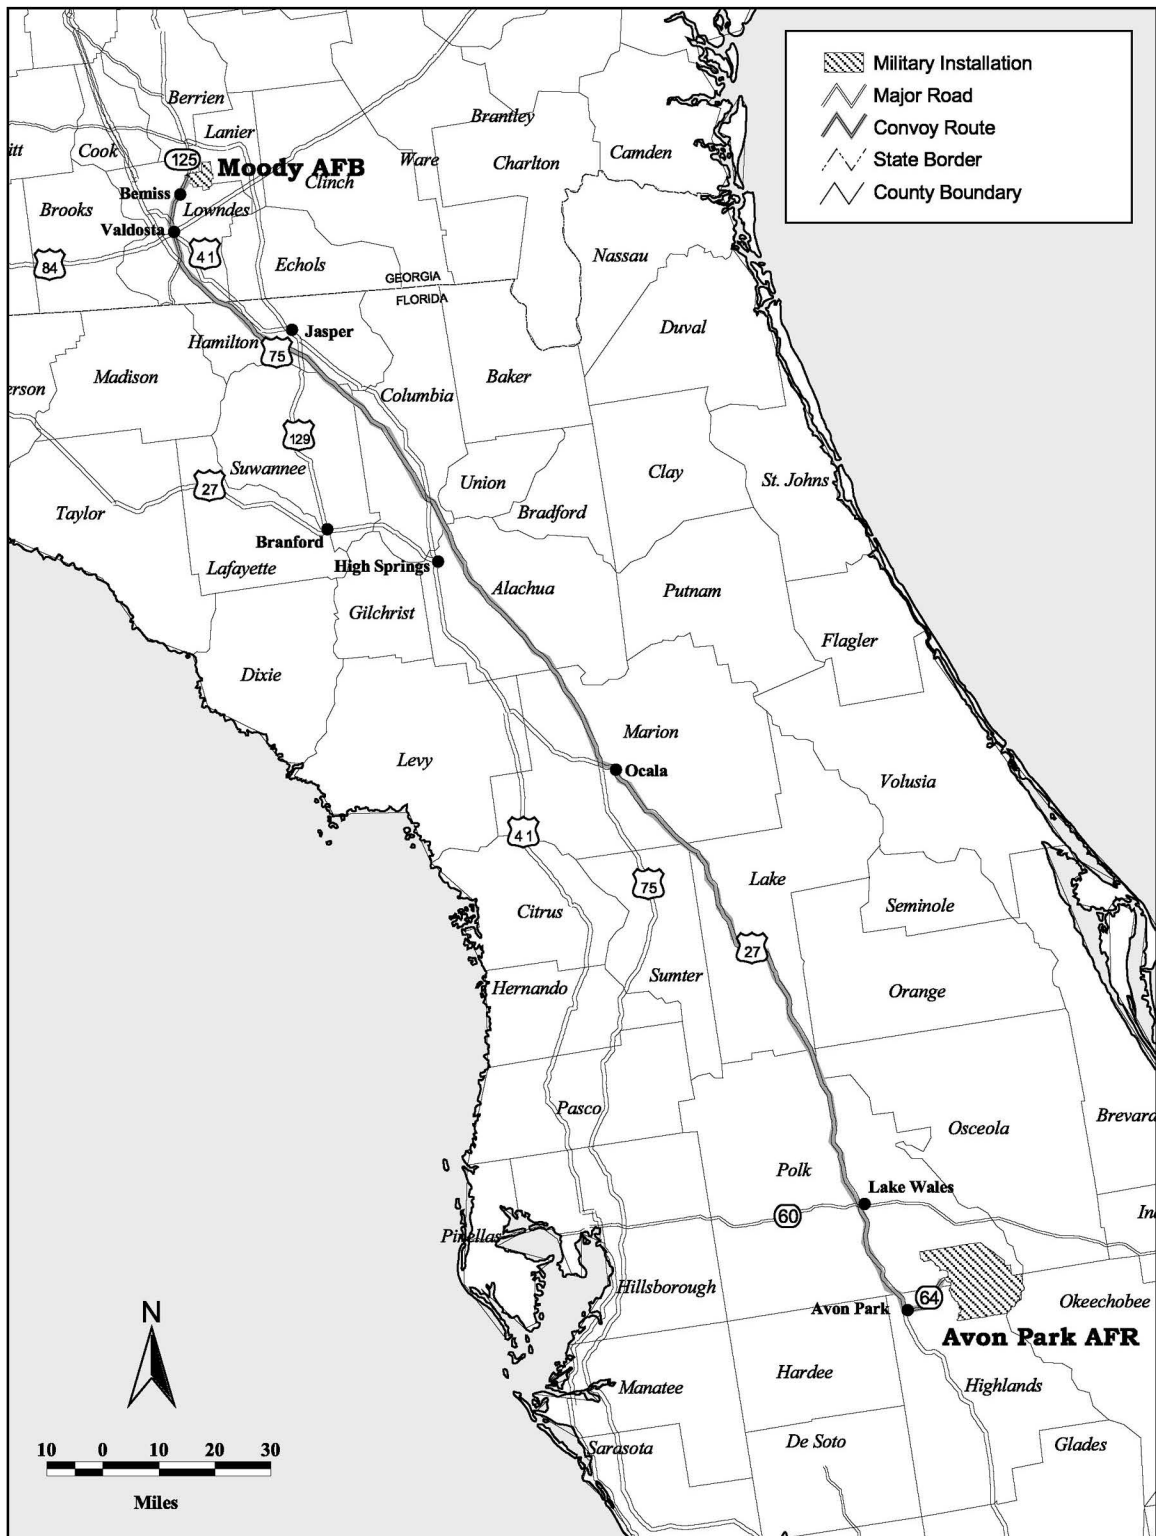 Military Installation
Major Road
Convoy Route
State Border
County Boundary
Berrien
Lanier
Brantley
Cook
125
Moody AFB
Ware
Charlton
Camden
itt
Clinch
Bemiss
Brooks
Lowndes
Valdosta
41
84
Echols
Nassau
GEORGIA
FLORIDA
Duval
Jasper
Hamilton
75
Madison
Baker
erson
Columbia
129
Suwannee
Union
Clay
St. Johns
27
Taylor
Bradford
Branford
High Springs
Lafayette
Alachua
Putnam
Gilchrist
Flagler
Dixie
Marion
Levy
Ocala
Volusia
41
75
Lake
Citrus
Seminole
27
Sumter
Hernando
Orange
Pasco
Brevard
Osceola
Polk
Lake Wales
60
Pinellas
Hillsborough
64
Avon Park
Okeechobee
Avon Park AFR
Hardee
Manatee
Highlands
De Soto
Sarasota
Glades
N
10 0 10 20 30
Miles